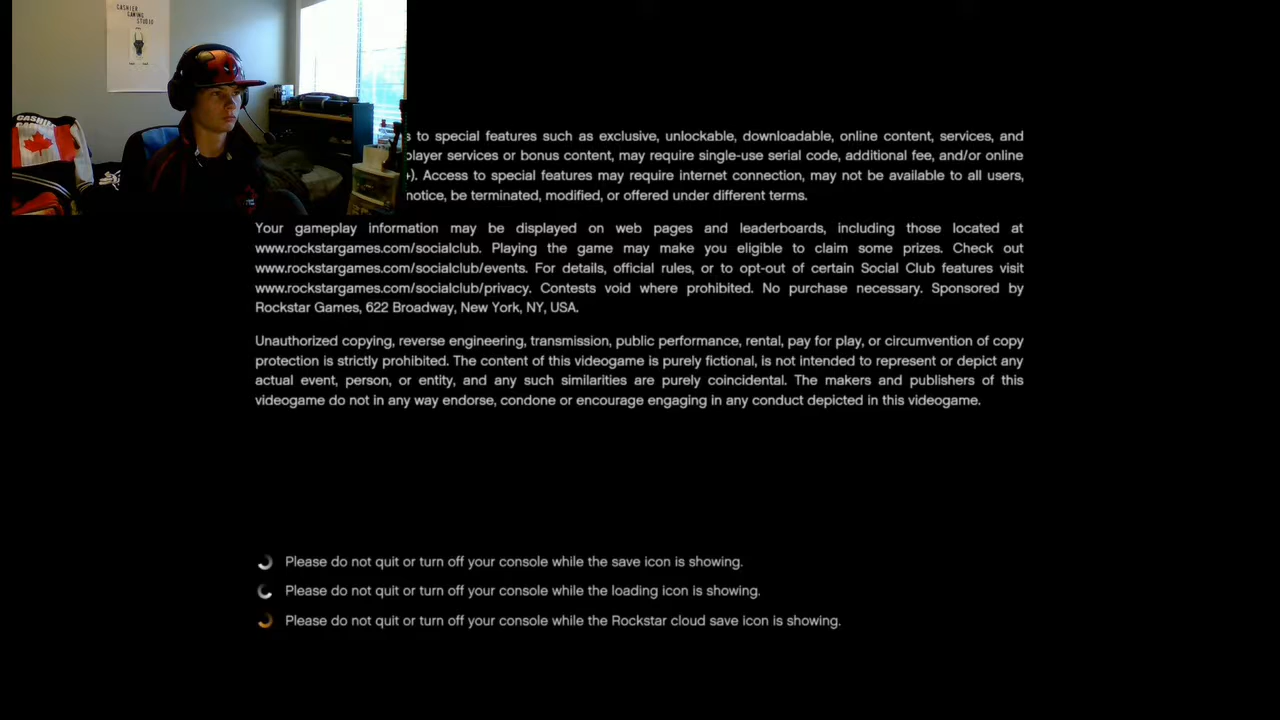 CASHIER
GAMING
STUDIO
CASHIE
s to special features such as exclusive, unlockable, downloadable, online content, services, and
player services or bonus content, may require single-use serial code, additional fee, and/or online
+). Access to special features may require internet connection, may not be available to all users,
notice, be terminated, modified, or offered under different terms.
Your gameplay information may be displayed on web pages and leaderboards, including those located at
www.rockstargames.com/socialclub. Playing the game may make you eligible to claim some prizes. Check out
www.rockstargames.com/socialclub/events. For details, official rules, or to opt-out of certain Social Club features visit
www.rockstargames.com/socialclub/privacy. Contests void where prohibited. No purchase necessary. Sponsored by
Rockstar Games, 622 Broadway, New York, NY, USA.
Unauthorized copying, reverse engineering, transmission, public performance, rental, pay for play, or circumvention of copy
protection is strictly prohibited. The content of this videogame is purely fictional, is not intended to represent or depict any
actual event, person, or entity, and any such similarities are purely coincidental. The makers and publishers of this
videogame do not in any way endorse, condone or encourage engaging in any conduct depicted in this videogame.
Please do not quit or turn off your console while the save icon is showing.
Please do not quit or turn off your console while the loading icon is showing.
Please do not quit or turn off your console while the Rockstar cloud save icon is showing.